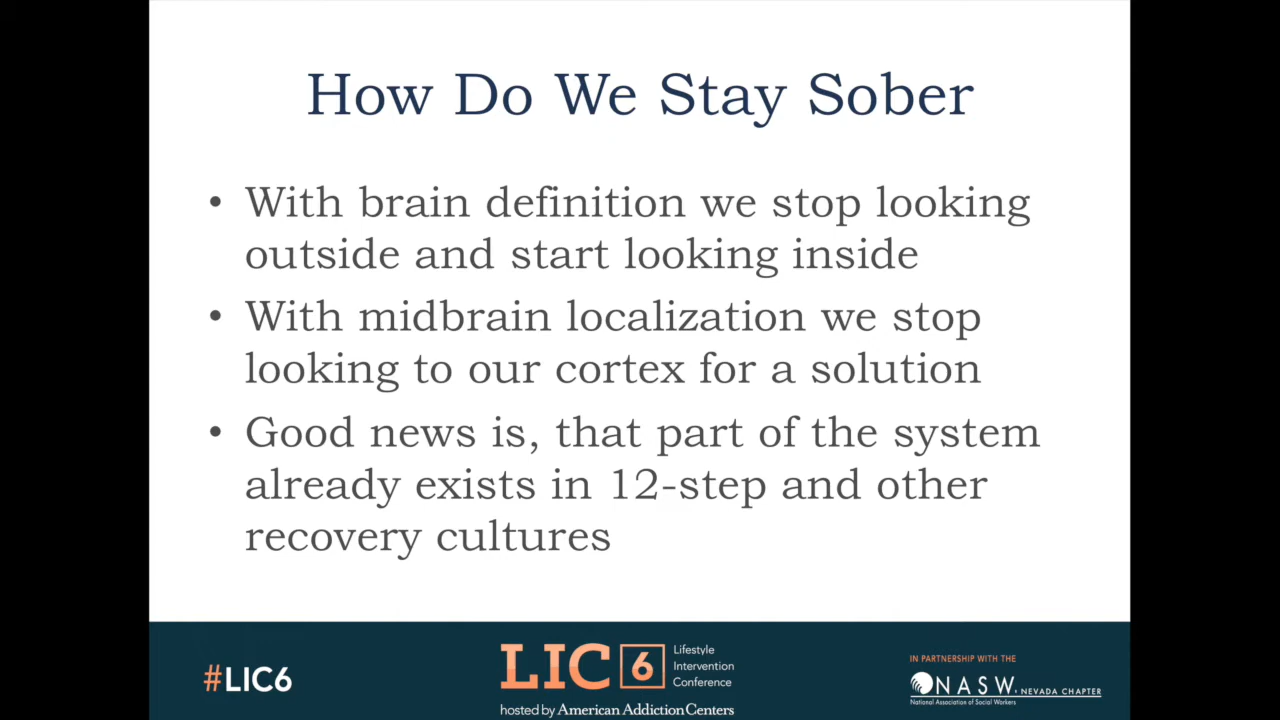 How Do We Stay Sober
• With brain definition we stop looking
outside and start looking inside
• With midbrain localization we stop
looking to our cortex for a solution
• Good news is, that part of the system
already exists in 12-step and other
recovery cultures
#LIC6
LIC 6
Lifestyle
Intervention
Conference
hosted by American Addiction Centers
IN PARTNERSHIP WITH THE
NASW. NEVADA CHAPTER
National Association of Social Workers